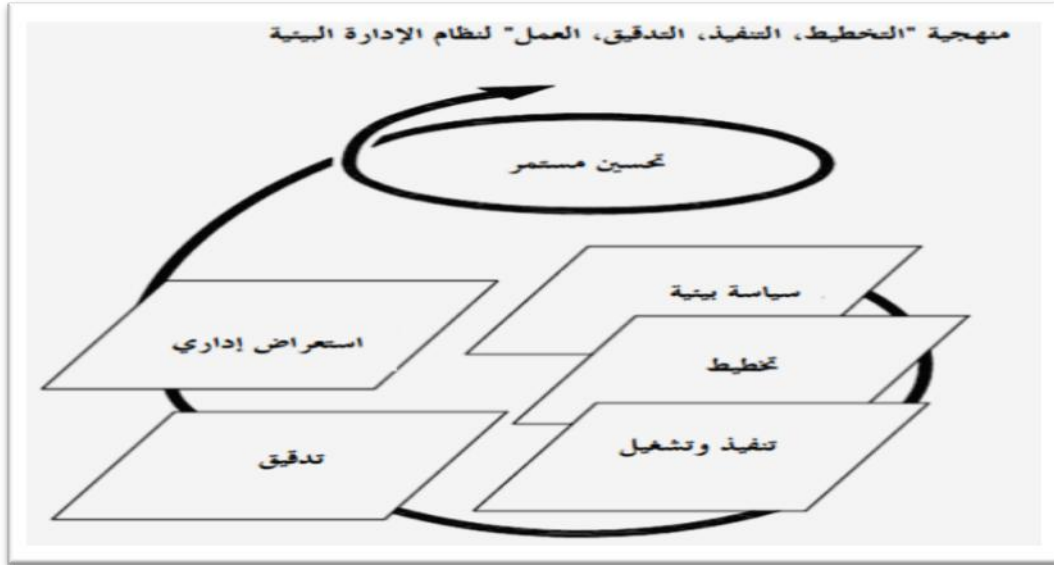 منهجية "التخطيط، التنفيذ، التدقيق، العمل" لنظام الإدارة البيئية
تحسين مستمر
سياسة بيئية
تخطيط
تنفيذ وتشغيل
تدقيق
استعراض إداري